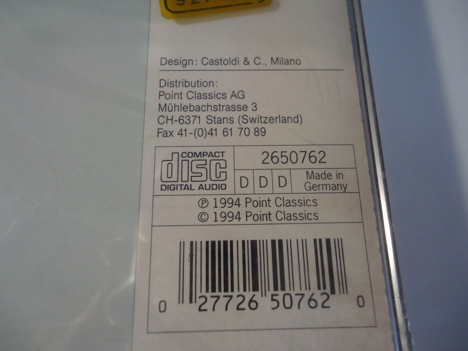 Design: Castoldi & C., Milano
Distribution:
Point Classics AG
Mühlebachstrasse 3
CH-6371 Stans (Switzerland)
Fax 41-(0)41 61 70 89
COMPACT
disc
DIGITAL AUDIO
2650762
D D D
Made in
Germany
℗ 1994 Point Classics
© 1994 Point Classics
0 27726 50762 0